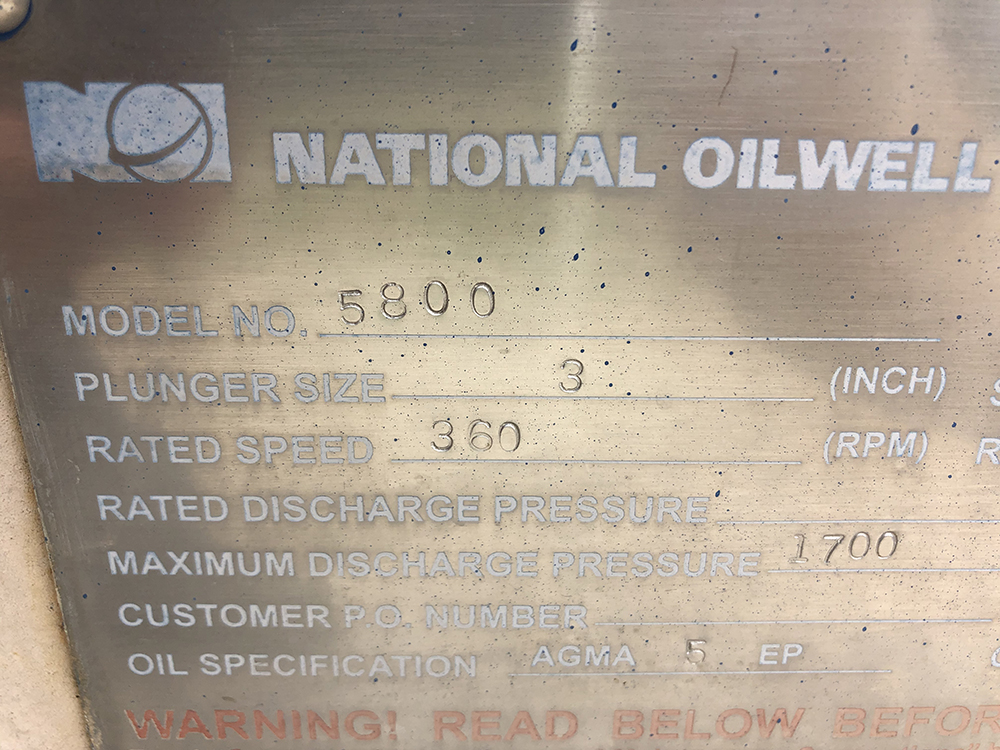 NOI NATIONAL OILWELL
MODEL NO. 5800
PLUNGER SIZE 3 (INCH) S
RATED SPEED 360 (RPM) R
RATED DISCHARGE PRESSURE
MAXIMUM DISCHARGE PRESSURE 1700
CUSTOMER P.O. NUMBER
OIL SPECIFICATION AGMA 5 EP
WARNING! READ BELOW BEFOR